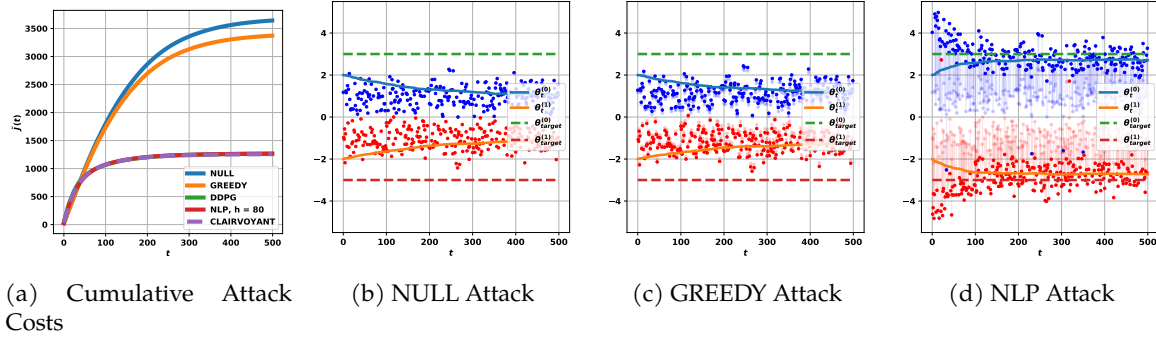 3500
3000
2500
2000
1500
1000
500
0
J̃(t)
NULL
GREEDY
DDPG
NLP, h = 80
CLAIRVOYANT
0 100 200 300 400 500
t
4
2
0
−2
−4
θ_t^(0)
θ_t^(1)
θ_target^(0)
θ_target^(1)
0 100 200 300 400 500
t
4
2
0
−2
−4
θ_t^(0)
θ_t^(1)
θ_target^(0)
θ_target^(1)
0 100 200 300 400 500
t
4
2
0
−2
−4
θ_t^(0)
θ_t^(1)
θ_target^(0)
θ_target^(1)
0 100 200 300 400 500
t
(a) Cumulative Attack
Costs
(b) NULL Attack
(c) GREEDY Attack
(d) NLP Attack